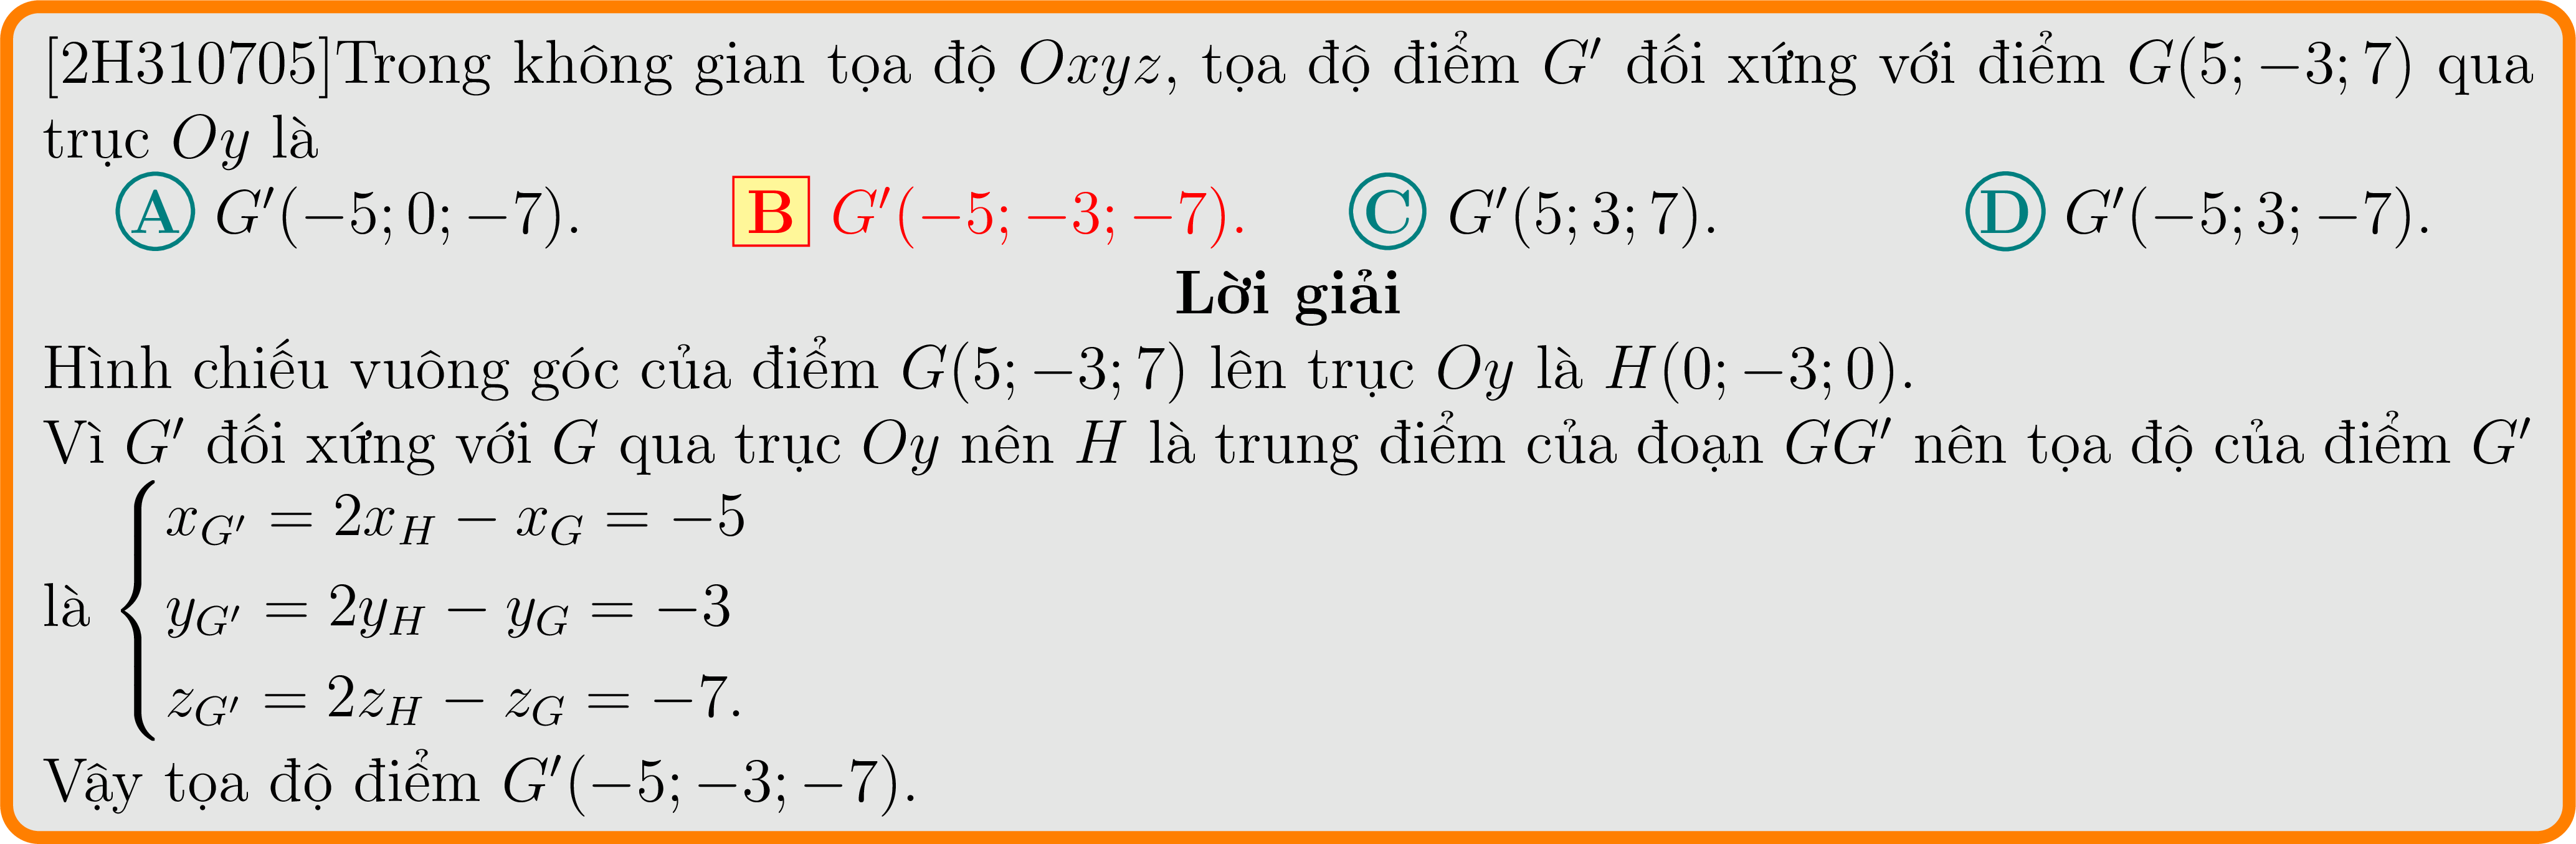 [2H310705]Trong không gian tọa độ Oxyz, tọa độ điểm G′ đối xứng với điểm G(5; −3; 7) qua
trục Oy là
A G′(−5; 0; −7). B G′(−5; −3; −7). C G′(5; 3; 7). D G′(−5; 3; −7).
Lời giải
Hình chiếu vuông góc của điểm G(5; −3; 7) lên trục Oy là H(0; −3; 0).
Vì G′ đối xứng với G qua trục Oy nên H là trung điểm của đoạn GG′ nên tọa độ của điểm G′
x_{G′} = 2x_H − x_G = −5
là { y_{G′} = 2y_H − y_G = −3
z_{G′} = 2z_H − z_G = −7.
Vậy tọa độ điểm G′(−5; −3; −7).